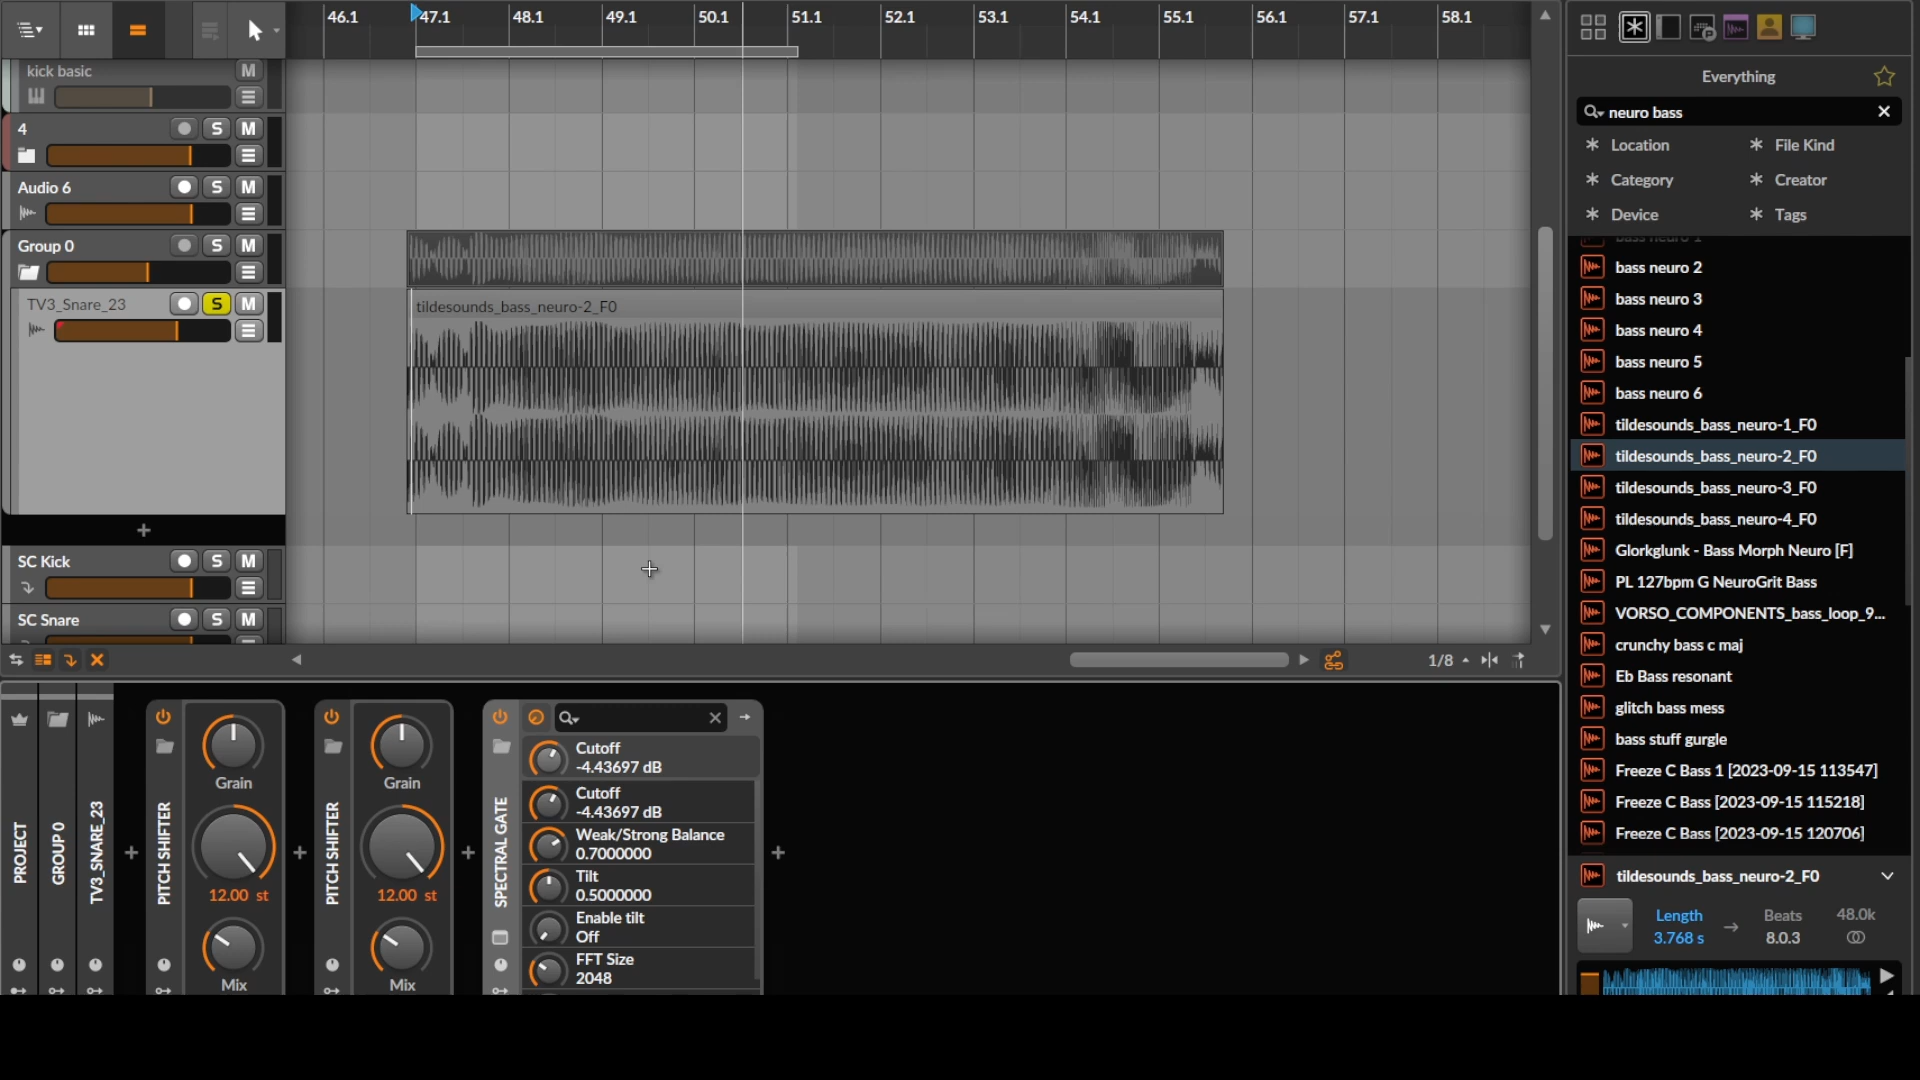 46.1 47.1 48.1 49.1 50.1 51.1 52.1 53.1 54.1 55.1 56.1 57.1 58.1
kick basic M
4 S M
Audio 6 S M
Group 0 S M
TV3_Snare_23 S M
tildesounds_bass_neuro-2_F0
+
SC Kick S M
SC Snare S M
1/8
PROJECT
GROUP 0
TV3_SNARE_23
+
PITCH SHIFTER
Grain
12.00 st
Mix
+
PITCH SHIFTER
Grain
12.00 st
Mix
+
SPECTRAL GATE
Cutoff
-4.43697 dB
Cutoff
-4.43697 dB
Weak/Strong Balance
0.7000000
Tilt
0.5000000
Enable tilt
Off
FFT Size
2048
+
Everything
neuro bass
Location File Kind
Category Creator
Device Tags
bass neuro 2
bass neuro 3
bass neuro 4
bass neuro 5
bass neuro 6
tildesounds_bass_neuro-1_F0
tildesounds_bass_neuro-2_F0
tildesounds_bass_neuro-3_F0
tildesounds_bass_neuro-4_F0
Glorkglunk - Bass Morph Neuro [F]
PL 127bpm G NeuroGrit Bass
VORSO_COMPONENTS_bass_loop_9...
crunchy bass c maj
Eb Bass resonant
glitch bass mess
bass stuff gurgle
Freeze C Bass 1 [2023-09-15 113547]
Freeze C Bass [2023-09-15 115218]
Freeze C Bass [2023-09-15 120706]
tildesounds_bass_neuro-2_F0
Length Beats 48.0k
3.768 s 8.0.3